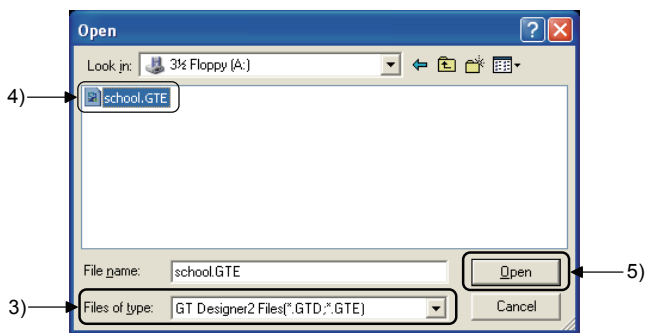 Open
Look in: 3½ Floppy (A:)
4)
school.GTE
File name: school.GTE Open
5)
3)
Files of type: GT Designer2 Files(*.GTD;*.GTE) Cancel